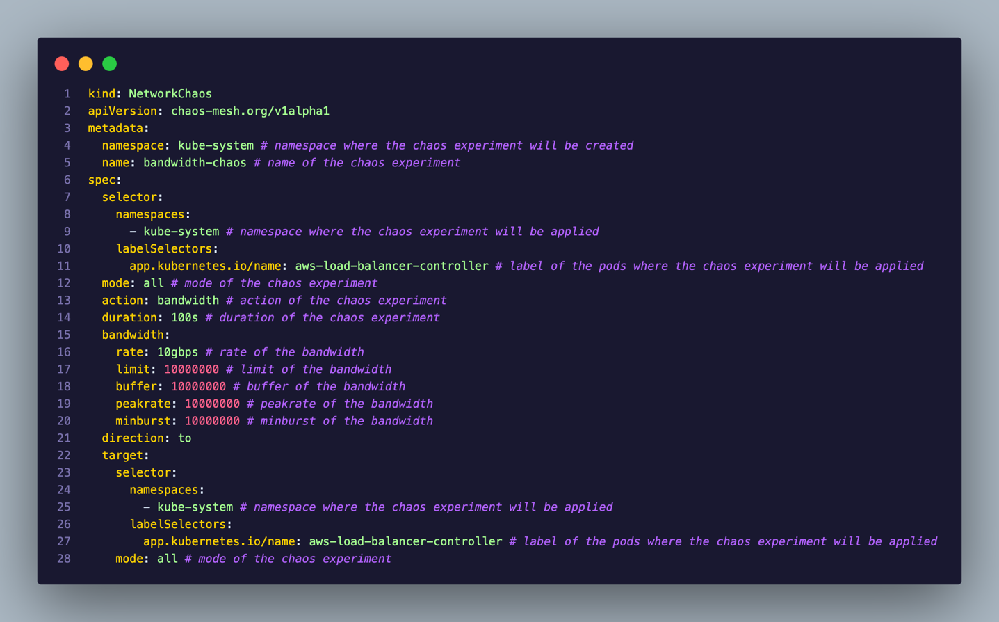 1 kind: NetworkChaos
2 apiVersion: chaos-mesh.org/v1alpha1
3 metadata:
4   namespace: kube-system # namespace where the chaos experiment will be created
5   name: bandwidth-chaos # name of the chaos experiment
6 spec:
7   selector:
8     namespaces:
9       - kube-system # namespace where the chaos experiment will be applied
10     labelSelectors:
11       app.kubernetes.io/name: aws-load-balancer-controller # label of the pods where the chaos experiment will be applied
12   mode: all # mode of the chaos experiment
13   action: bandwidth # action of the chaos experiment
14   duration: 100s # duration of the chaos experiment
15   bandwidth:
16     rate: 10gbps # rate of the bandwidth
17     limit: 10000000 # limit of the bandwidth
18     buffer: 10000000 # buffer of the bandwidth
19     peakrate: 10000000 # peakrate of the bandwidth
20     minburst: 10000000 # minburst of the bandwidth
21   direction: to
22   target:
23     selector:
24       namespaces:
25         - kube-system # namespace where the chaos experiment will be applied
26       labelSelectors:
27         app.kubernetes.io/name: aws-load-balancer-controller # label of the pods where the chaos experiment will be applied
28     mode: all # mode of the chaos experiment